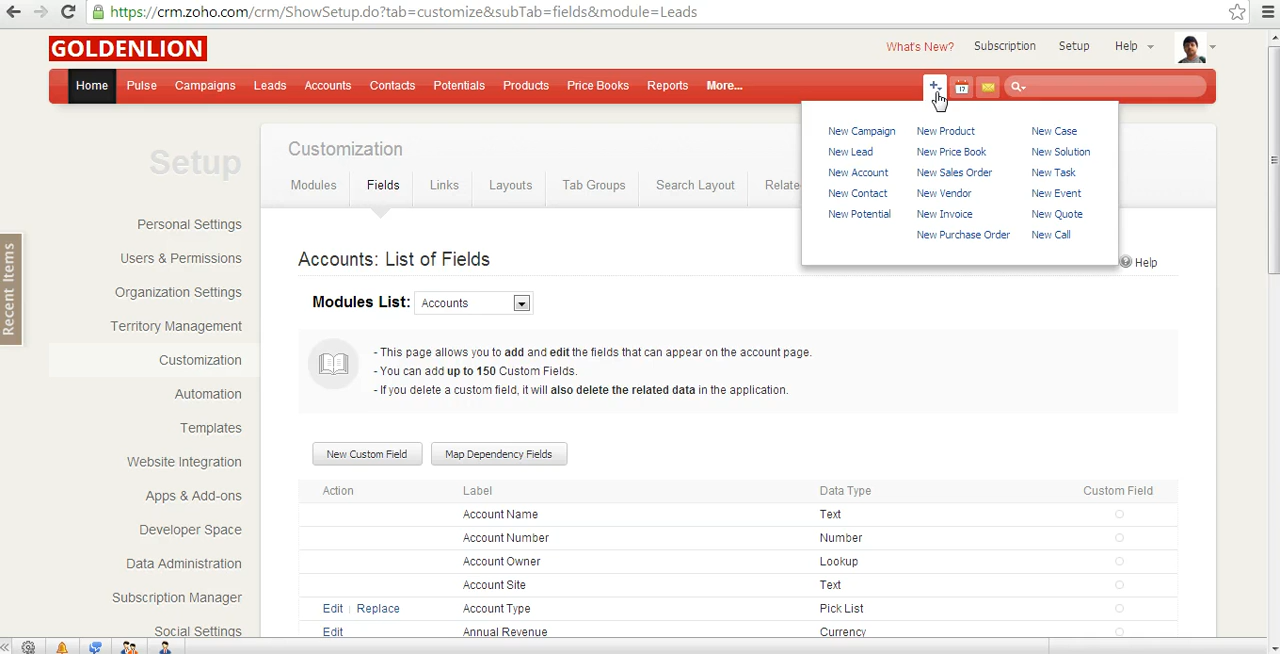 https://crm.zoho.com/crm/ShowSetup.do?tab=customize&subTab=fields&module=Leads
GOLDENLION
What's New? Subscription Setup Help
Home Pulse Campaigns Leads Accounts Contacts Potentials Products Price Books Reports More...
17
New Campaign New Product New Case
New Lead New Price Book New Solution
New Account New Sales Order New Task
New Contact New Vendor New Event
New Potential New Invoice New Quote
New Purchase Order New Call
Setup
Personal Settings
Users & Permissions
Organization Settings
Territory Management
Customization
Automation
Templates
Website Integration
Apps & Add-ons
Developer Space
Data Administration
Subscription Manager
Social Settings
Recent Items
Customization
Modules Fields Links Layouts Tab Groups Search Layout
Accounts: List of Fields
Help
Modules List: Accounts
- This page allows you to add and edit the fields that can appear on the account page.
- You can add up to 150 Custom Fields.
- If you delete a custom field, it will also delete the related data in the application.
New Custom Field Map Dependency Fields
Action Label Data Type Custom Field
Account Name Text
Account Number Number
Account Owner Lookup
Account Site Text
Edit | Replace Account Type Pick List
Edit Annual Revenue Currency